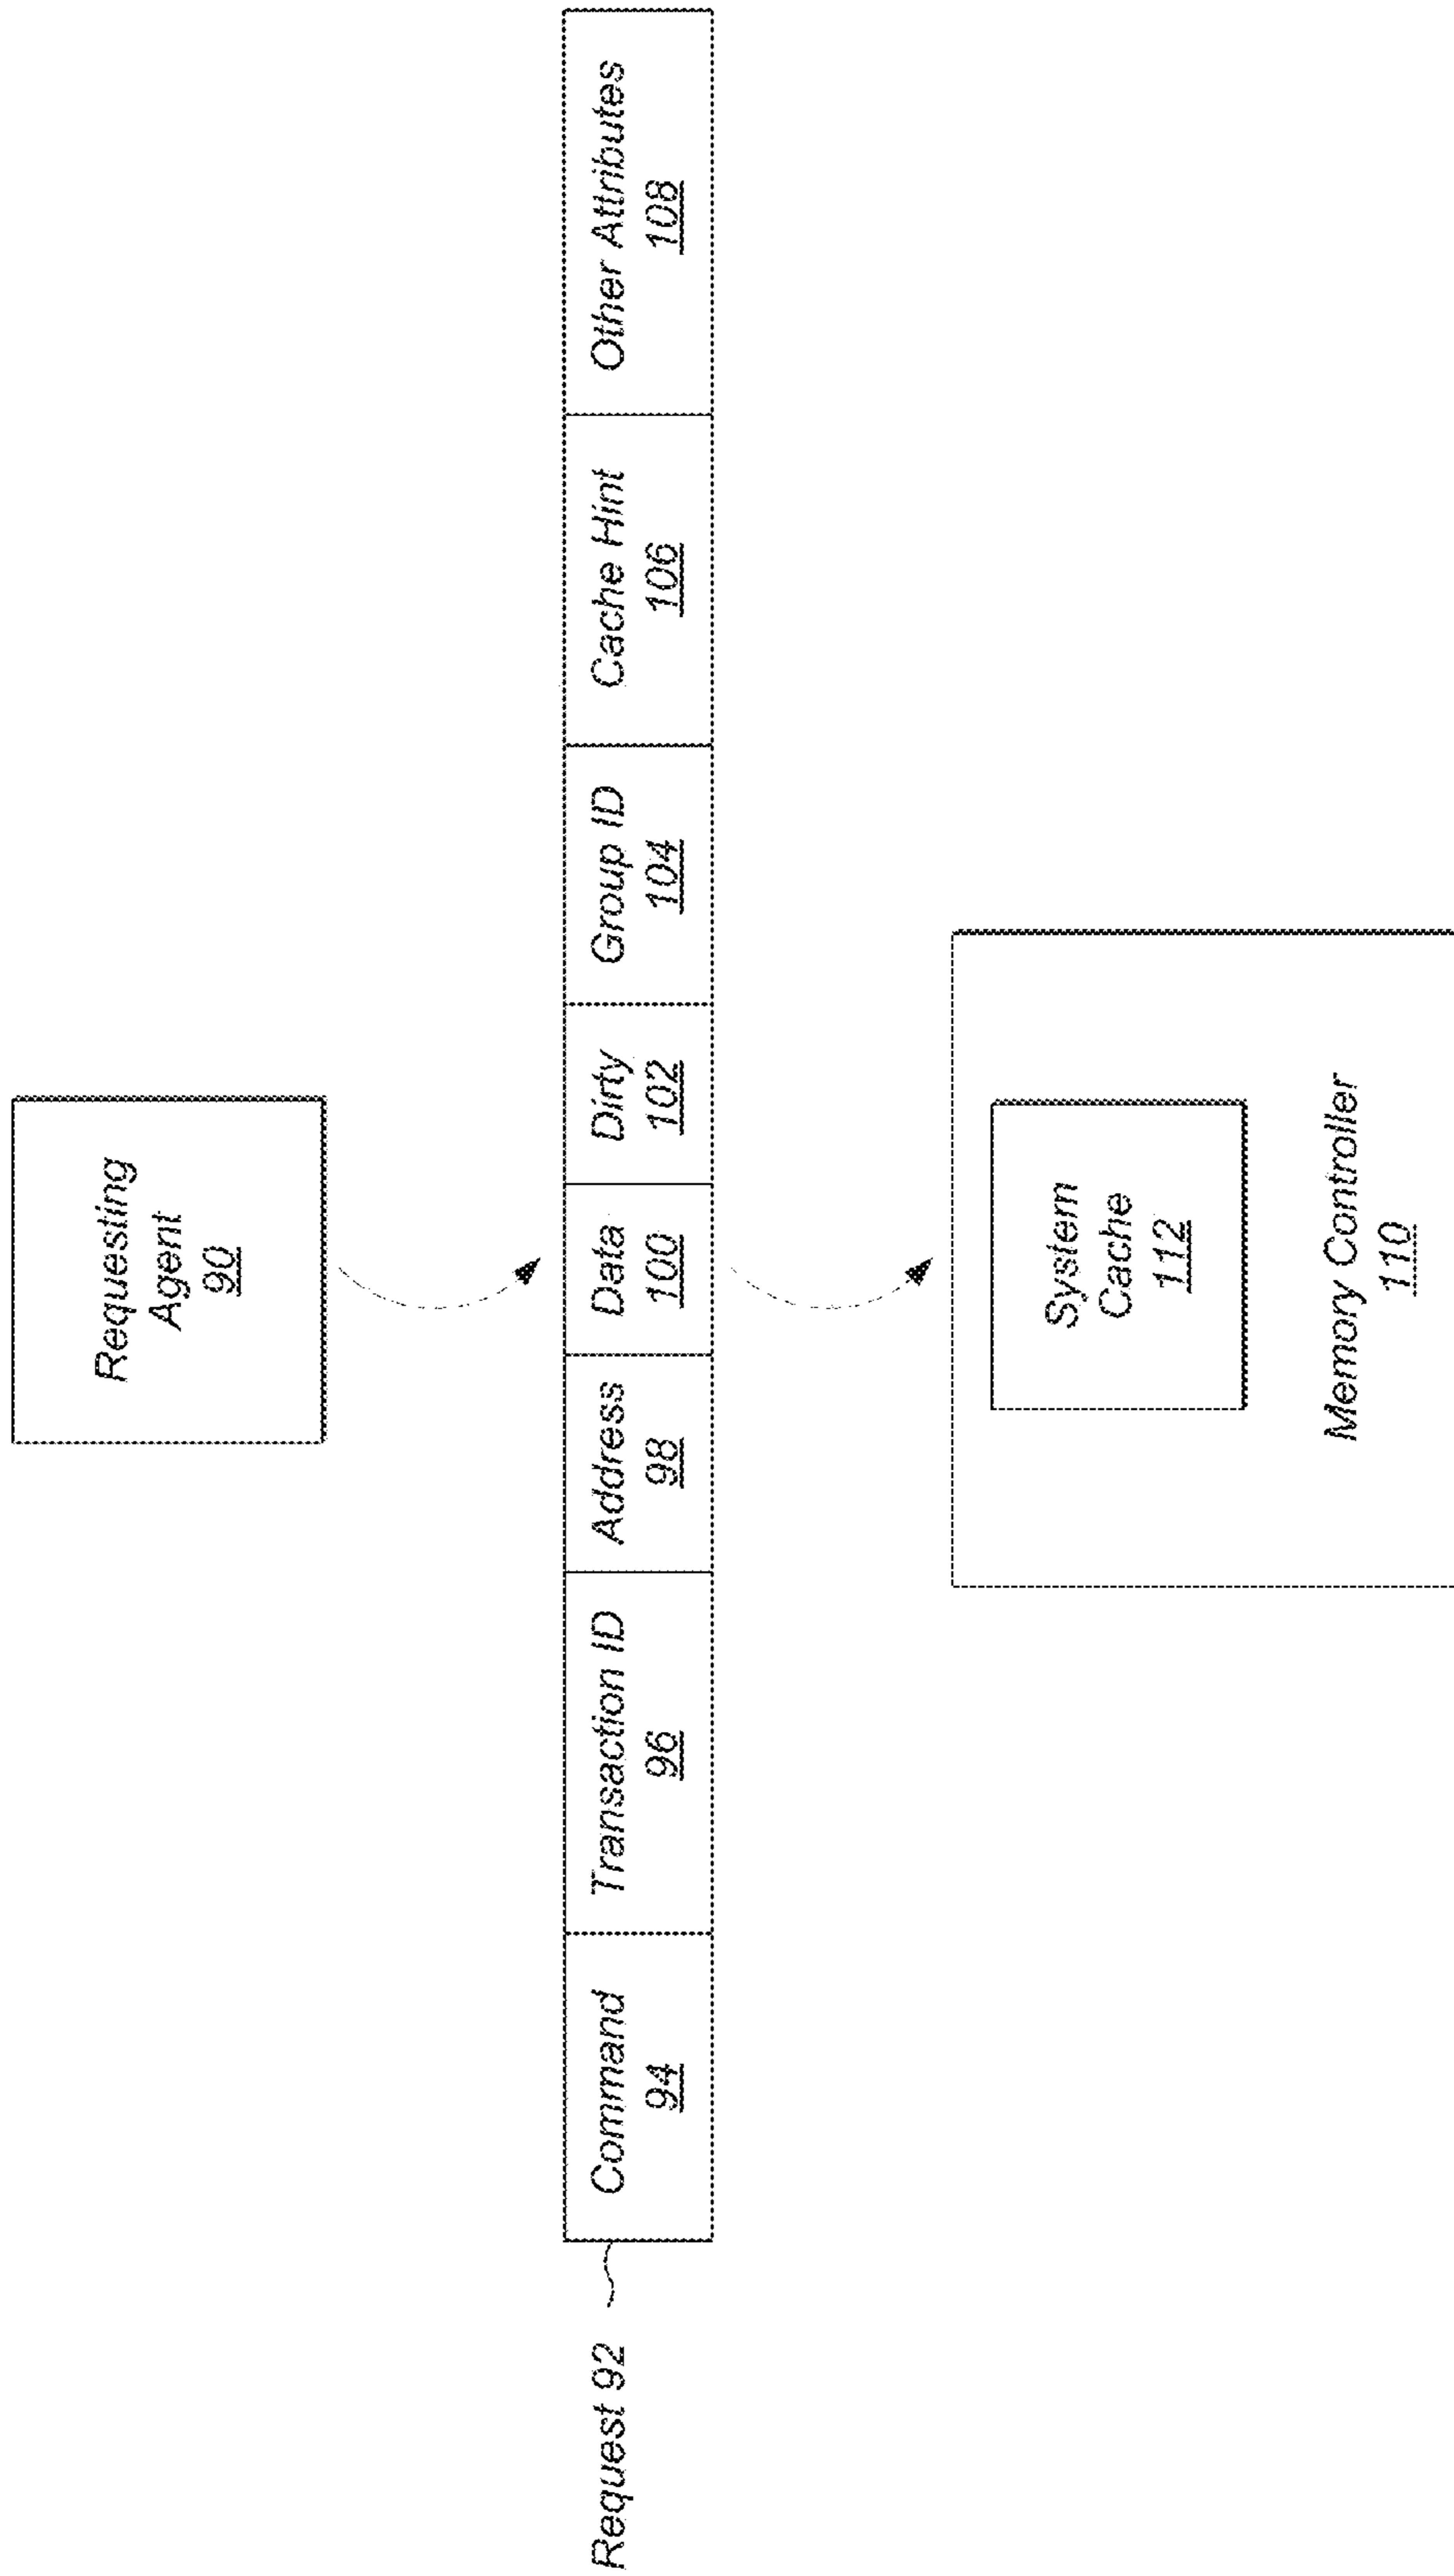 Requesting
Agent
90
Request 92
Command
94
Transaction ID
96
Address
98
Data
100
Dirty
102
Group ID
104
Cache Hint
106
Other Attributes
108
System
Cache
112
Memory Controller
110